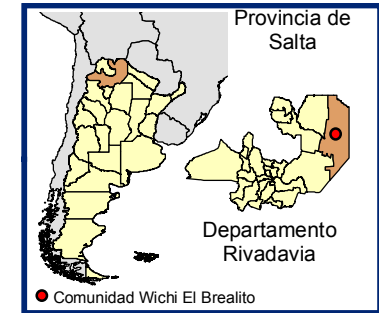 Provincia de
Salta
Departamento
Rivadavia
Comunidad Wichi El Brealito